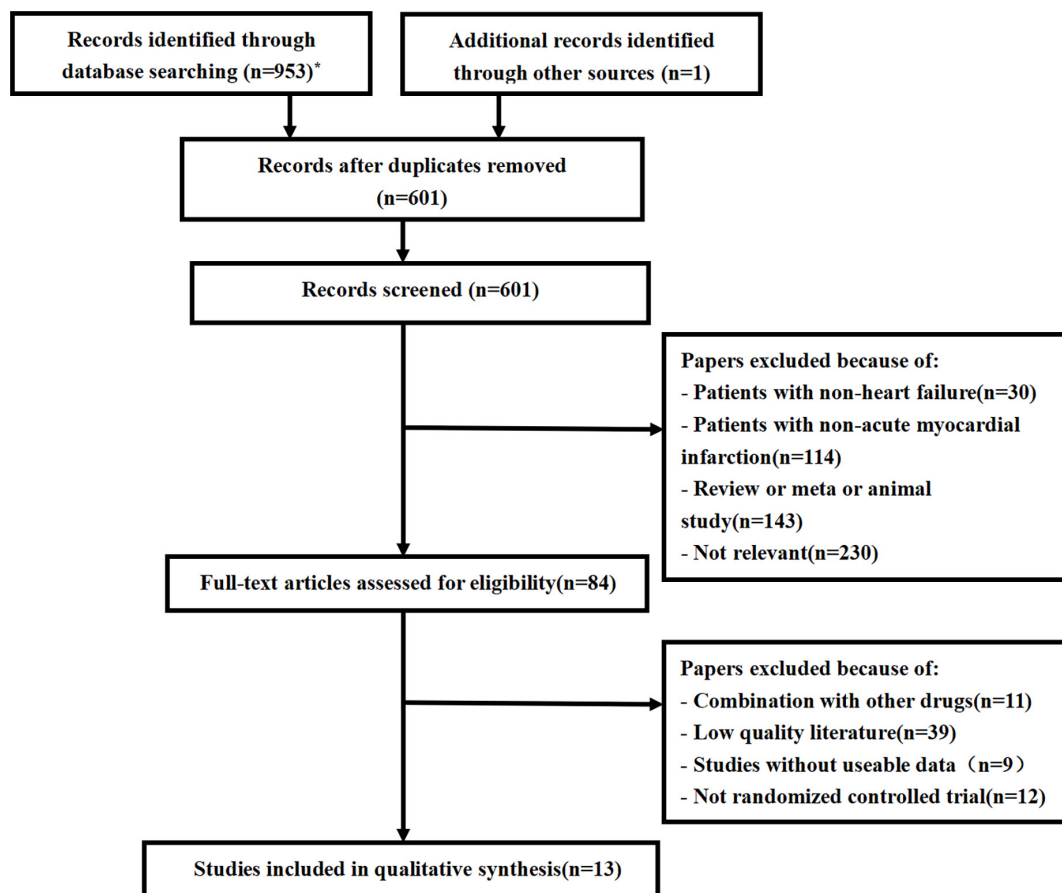 Records identified through
database searching (n=953)*
Additional records identified
through other sources (n=1)
Records after duplicates removed
(n=601)
Records screened (n=601)
Papers excluded because of:
- Patients with non-heart failure(n=30)
- Patients with non-acute myocardial
infarction(n=114)
- Review or meta or animal
study(n=143)
- Not relevant(n=230)
Full-text articles assessed for eligibility(n=84)
Papers excluded because of:
- Combination with other drugs(n=11)
- Low quality literature(n=39)
- Studies without useable data（n=9）
- Not randomized controlled trial(n=12)
Studies included in qualitative synthesis(n=13)